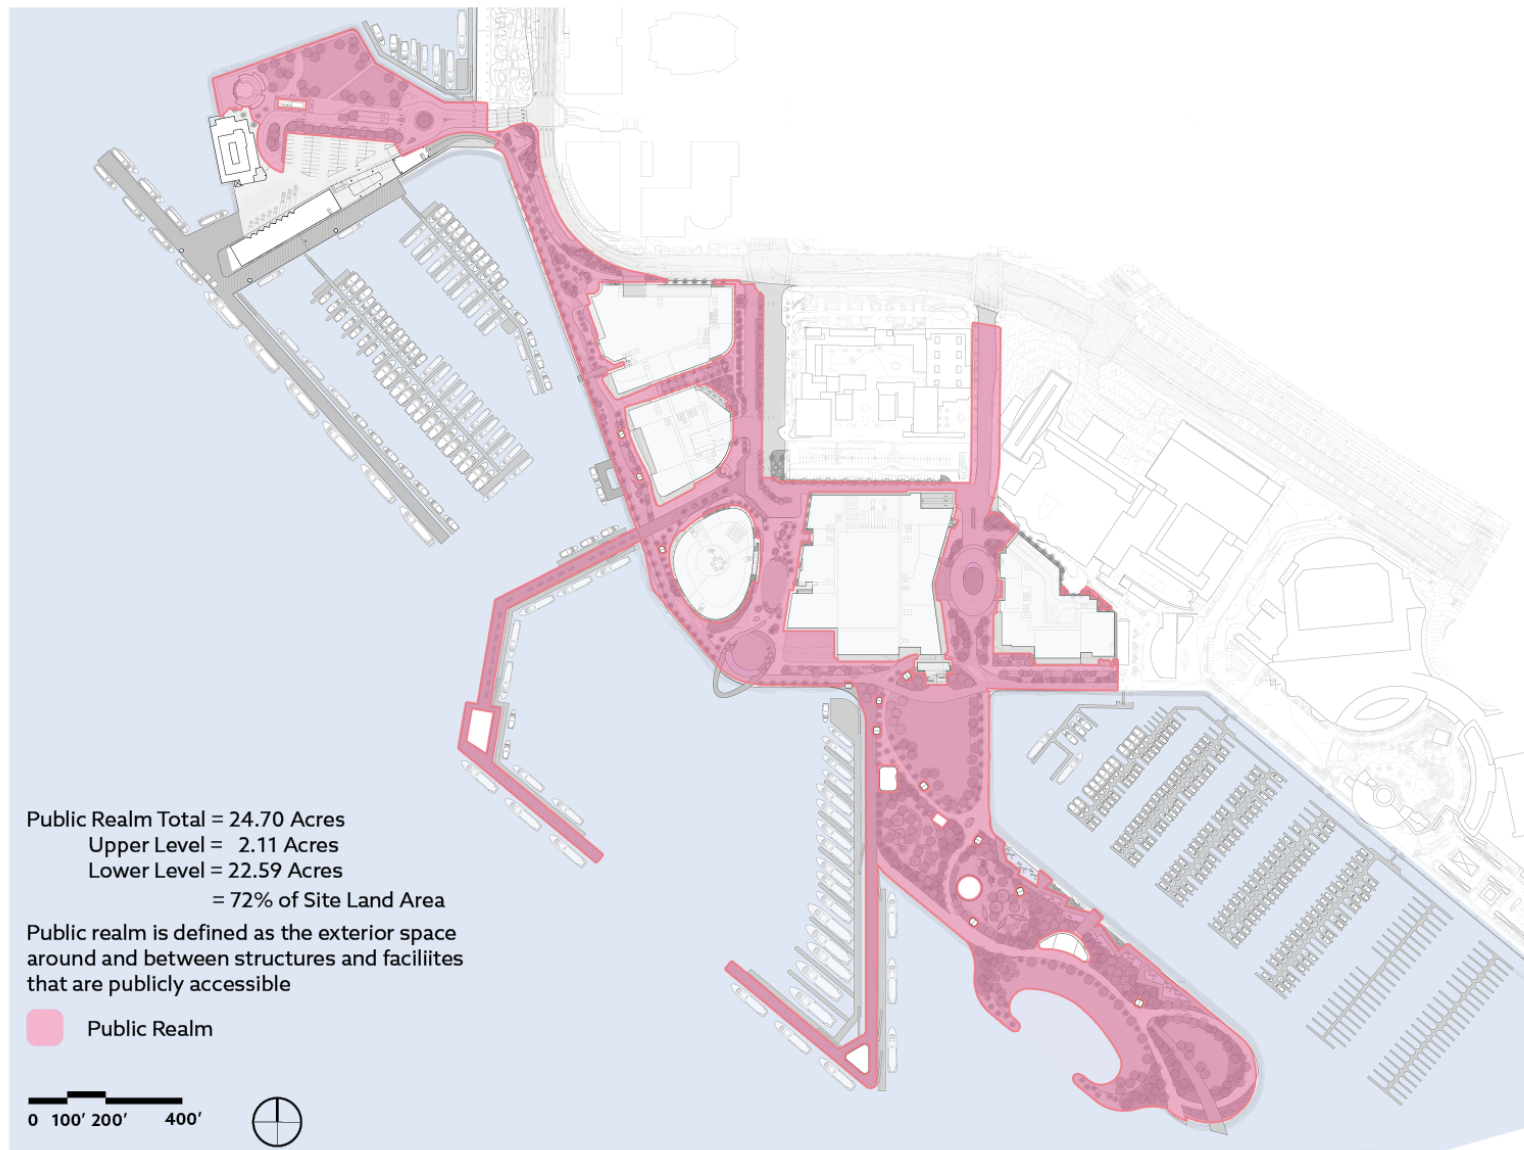 Public Realm Total = 24.70 Acres
Upper Level = 2.11 Acres
Lower Level = 22.59 Acres
= 72% of Site Land Area
Public realm is defined as the exterior space
around and between structures and faciliites
that are publicly accessible
Public Realm
0 100’ 200’ 400’